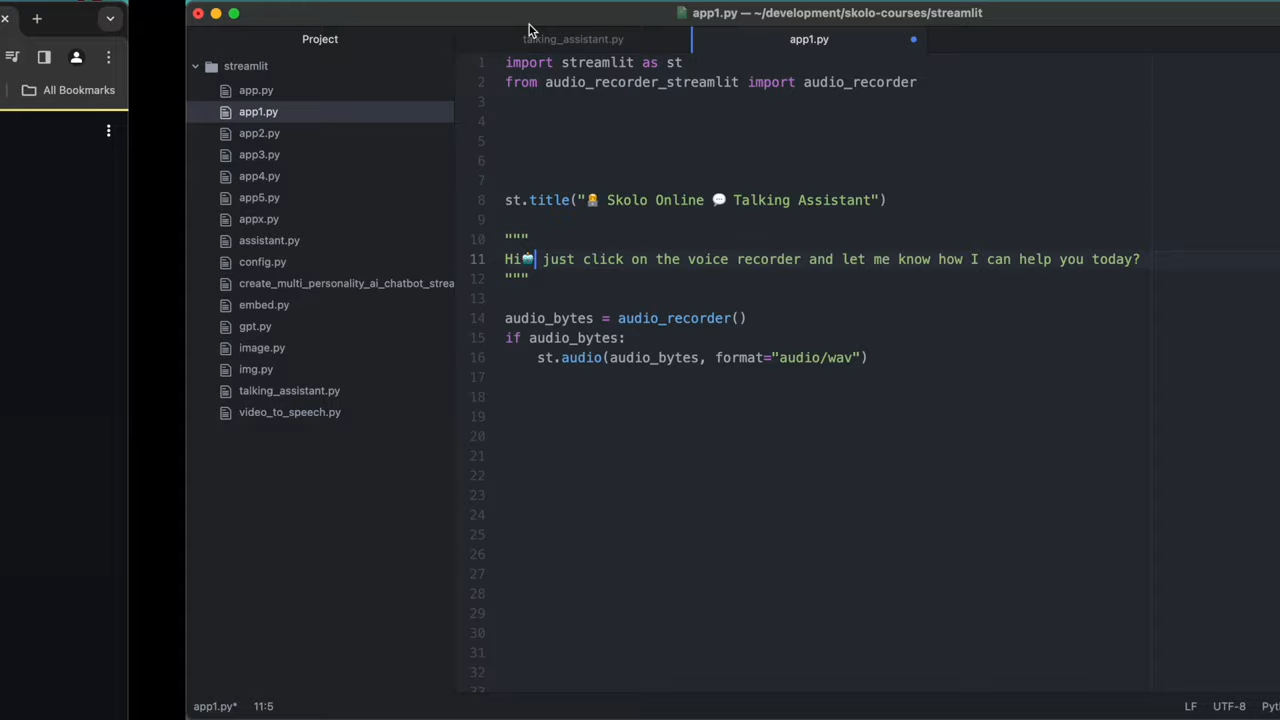 app1.py — ~/development/skolo-courses/streamlit
All Bookmarks
Project
talking_assistant.py
app1.py
streamlit
app.py
app1.py
app2.py
app3.py
app4.py
app5.py
appx.py
assistant.py
config.py
create_multi_personality_ai_chatbot_strea
embed.py
gpt.py
image.py
img.py
talking_assistant.py
video_to_speech.py
1 import streamlit as st
2 from audio_recorder_streamlit import audio_recorder
3
4
5
6
7
8 st.title("💂 Skolo Online 💬 Talking Assistant")
9
10 """
11 Hi🤖 just click on the voice recorder and let me know how I can help you today?
12 """
13
14 audio_bytes = audio_recorder()
15 if audio_bytes:
16     st.audio(audio_bytes, format="audio/wav")
17
18
19
20
21
22
23
24
25
26
27
28
29
30
31
32
33
app1.py* 11:5
LF UTF-8 Pyt